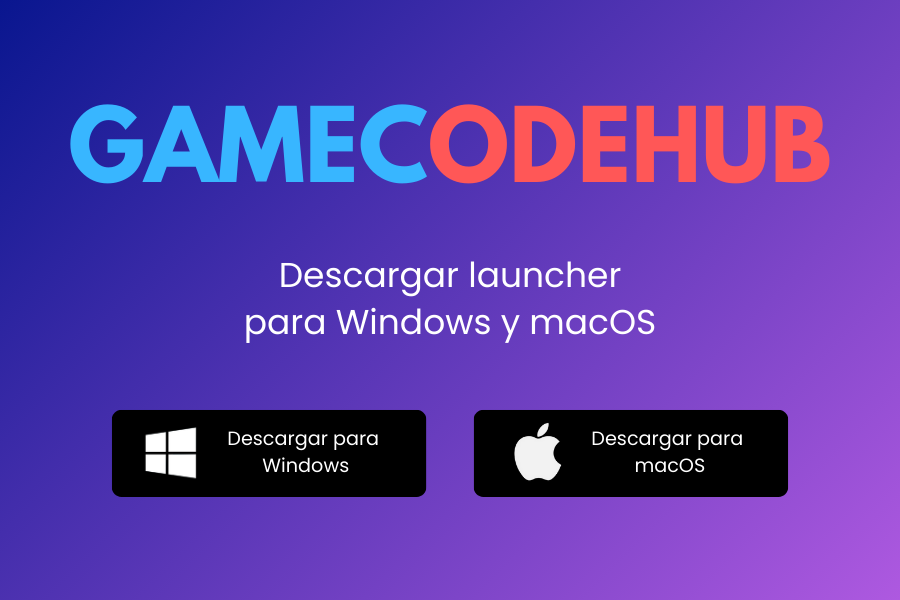 GAMECODEHUB
Descargar launcher
para Windows y macOS
Descargar para
Windows
Descargar para
macOS